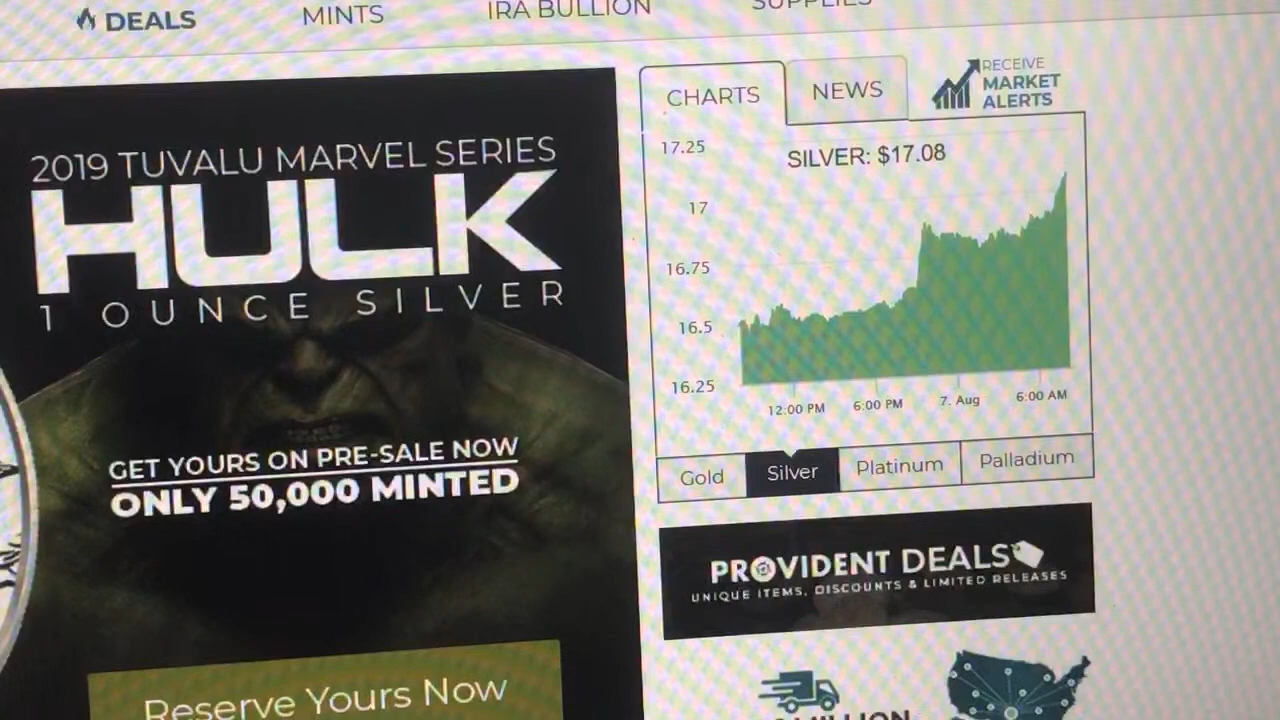 DEALS
MINTS
IRA BULLION
SUPPLIES
2019 TUVALU MARVEL SERIES
HULK
1 OUNCE SILVER
GET YOURS ON PRE-SALE NOW
ONLY 50,000 MINTED
Reserve Yours Now
CHARTS
NEWS
RECEIVE
MARKET
ALERTS
SILVER: $17.08
17.25
17
16.75
16.5
16.25
12:00 PM
6:00 PM
7. Aug
6:00 AM
Gold
Silver
Platinum
Palladium
PROVIDENT DEALS
UNIQUE ITEMS, DISCOUNTS & LIMITED RELEASES